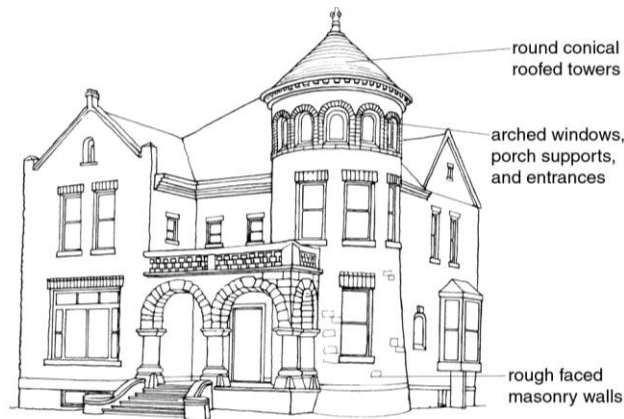 round conical
roofed towers
arched windows,
porch supports,
and entrances
rough faced
masonry walls